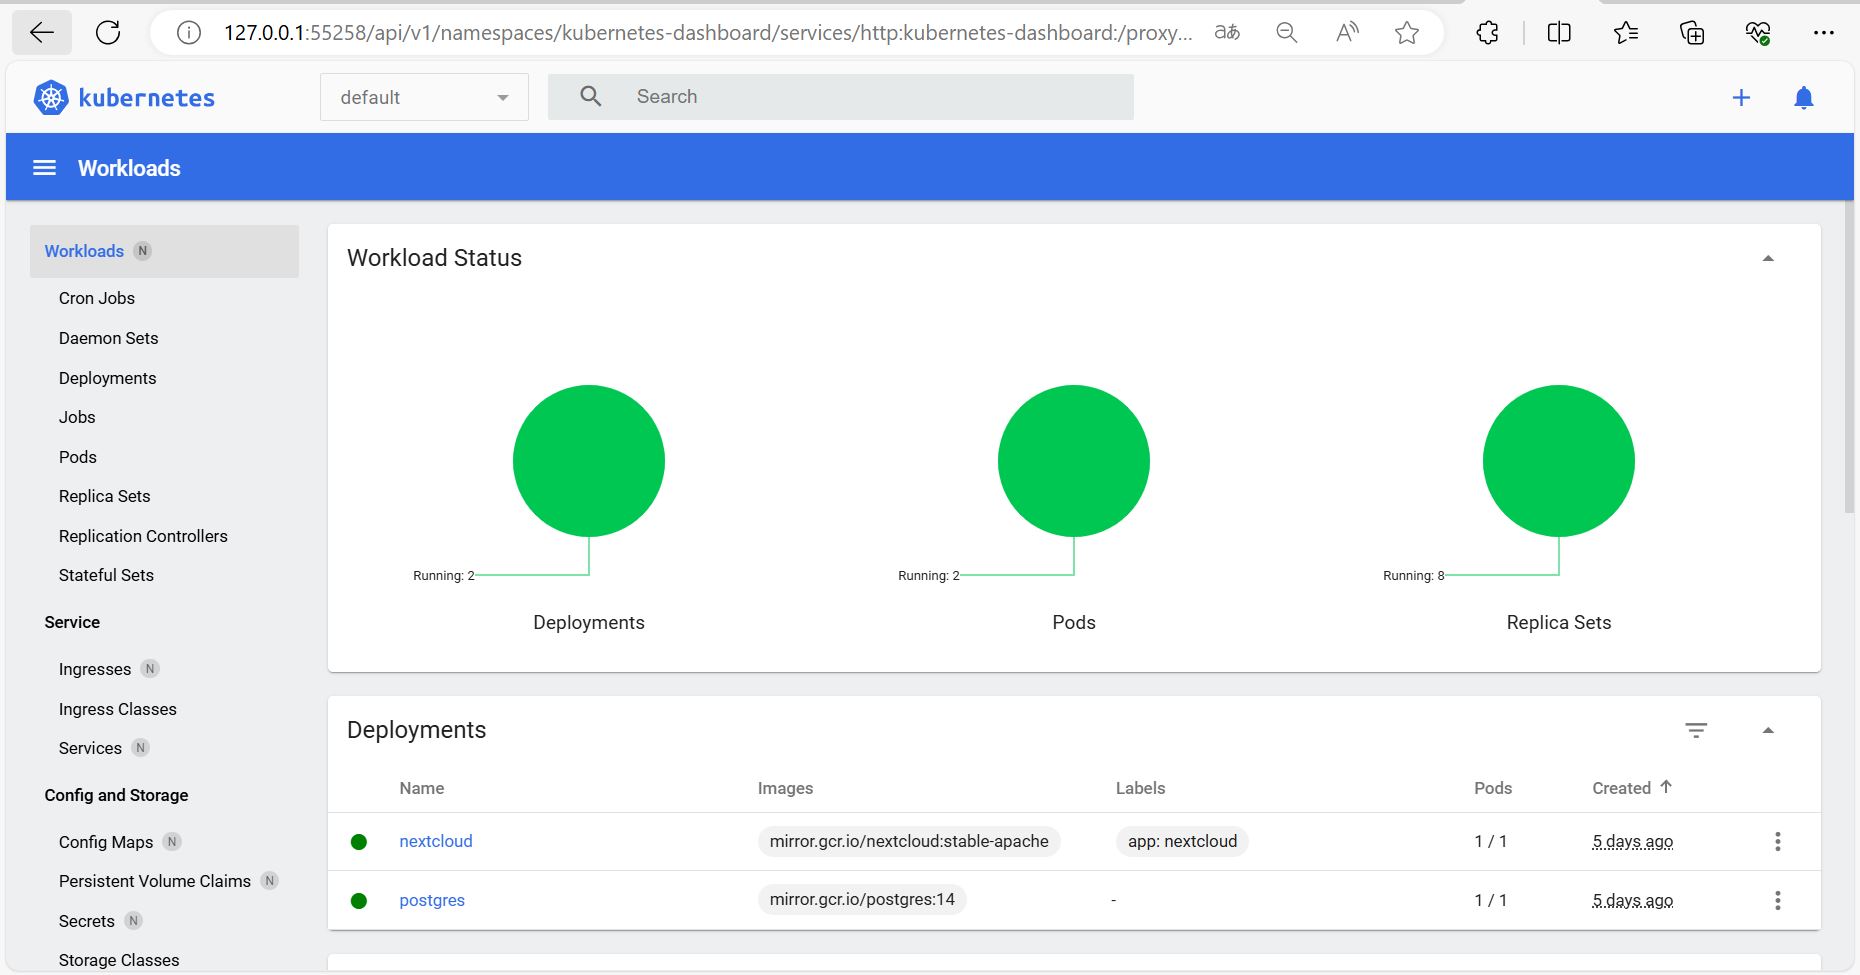 127.0.0.1:55258/api/v1/namespaces/kubernetes-dashboard/services/http:kubernetes-dashboard:/proxy...
aあ
A
kubernetes
default
Search
Workloads
Workloads N
Cron Jobs
Daemon Sets
Deployments
Jobs
Pods
Replica Sets
Replication Controllers
Stateful Sets
Service
Ingresses N
Ingress Classes
Services N
Config and Storage
Config Maps N
Persistent Volume Claims N
Secrets N
Storage Classes
Workload Status
Running: 2
Deployments
Running: 2
Pods
Running: 8
Replica Sets
Deployments
Name Images Labels Pods Created
nextcloud mirror.gcr.io/nextcloud:stable-apache app: nextcloud 1 / 1 5 days ago
postgres mirror.gcr.io/postgres:14 - 1 / 1 5 days ago